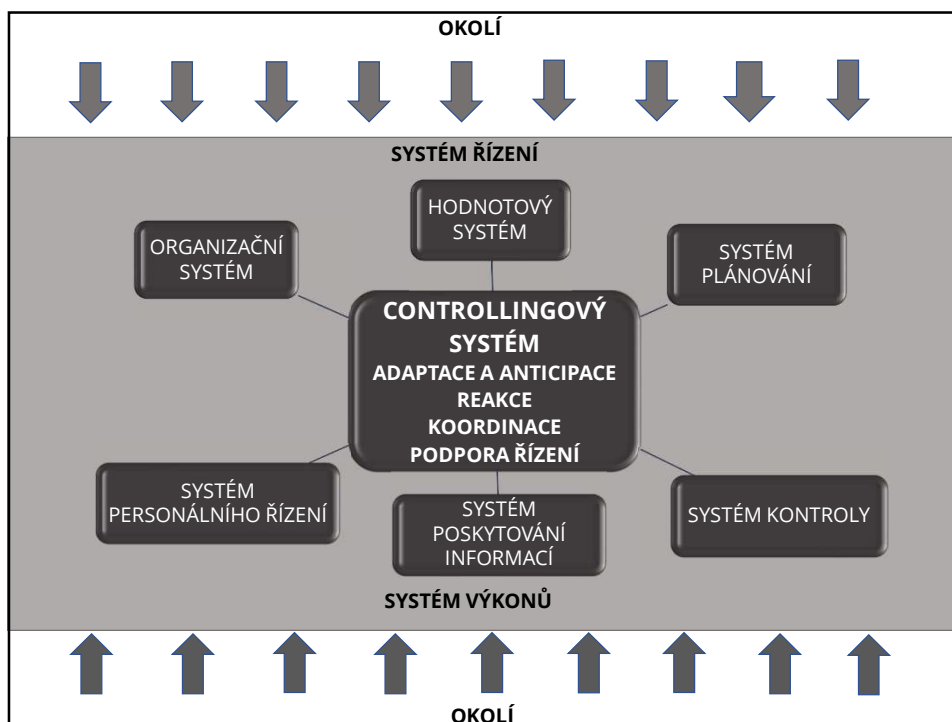 OKOLÍ
SYSTÉM ŘÍZENÍ
HODNOTOVÝ
SYSTÉM
ORGANIZAČNÍ
SYSTÉM
SYSTÉM
PLÁNOVÁNÍ
CONTROLLINGOVÝ
SYSTÉM
ADAPTACE A ANTICIPACE
REAKCE
KOORDINACE
PODPORA ŘÍZENÍ
SYSTÉM
PERSONÁLNÍHO ŘÍZENÍ
SYSTÉM
POSKYTOVÁNÍ
INFORMACÍ
SYSTÉM KONTROLY
SYSTÉM VÝKONŮ
OKOLÍ